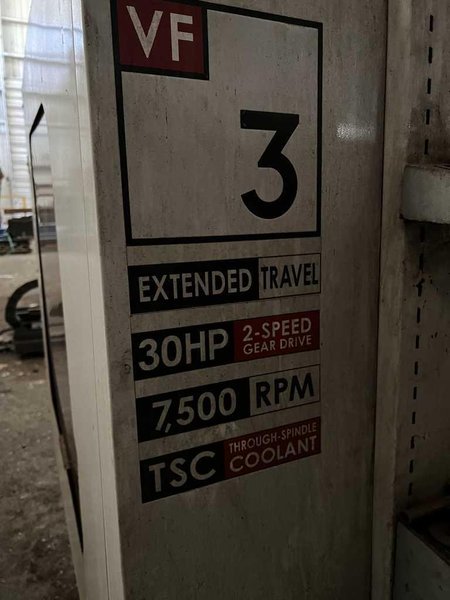 VF
3
EXTENDED TRAVEL
30HP 2-SPEED
GEAR DRIVE
7,500 RPM
TSC THROUGH-SPINDLE
COOLANT